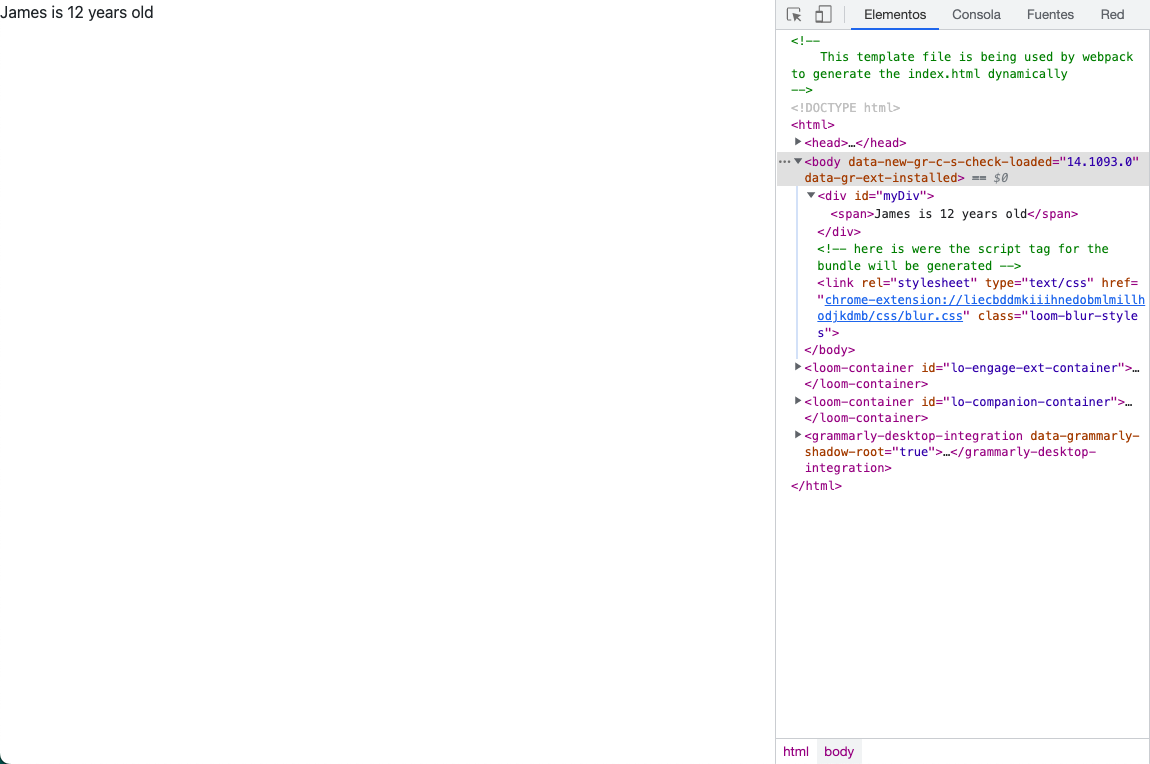 James is 12 years old
Elementos Consola Fuentes Red
<!--
This template file is being used by webpack
to generate the index.html dynamically
-->
<!DOCTYPE html>
<html>
<head>…</head>
<body data-new-gr-c-s-check-loaded="14.1093.0"
data-gr-ext-installed> == $0
<div id="myDiv">
<span>James is 12 years old</span>
</div>
<!-- here is were the script tag for the
bundle will be generated -->
<link rel="stylesheet" type="text/css" href=
"chrome-extension://liecbddmkiiihnedobmlmillh
odjkdmb/css/blur.css" class="loom-blur-style
s">
</body>
<loom-container id="lo-engage-ext-container">…
</loom-container>
<loom-container id="lo-companion-container">…
</loom-container>
<grammarly-desktop-integration data-grammarly-
shadow-root="true">…</grammarly-desktop-
integration>
</html>
html body